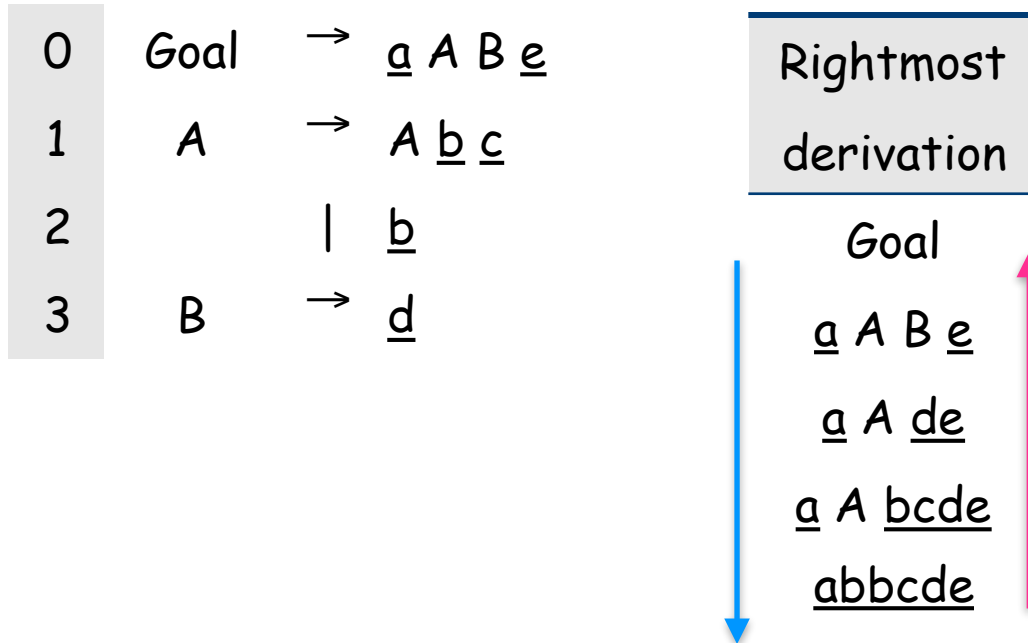 0 Goal → a A B e
1 A → A b c
2 | b
3 B → d
Rightmost
derivation
Goal
a A B e
a A de
a A bcde
abbcde